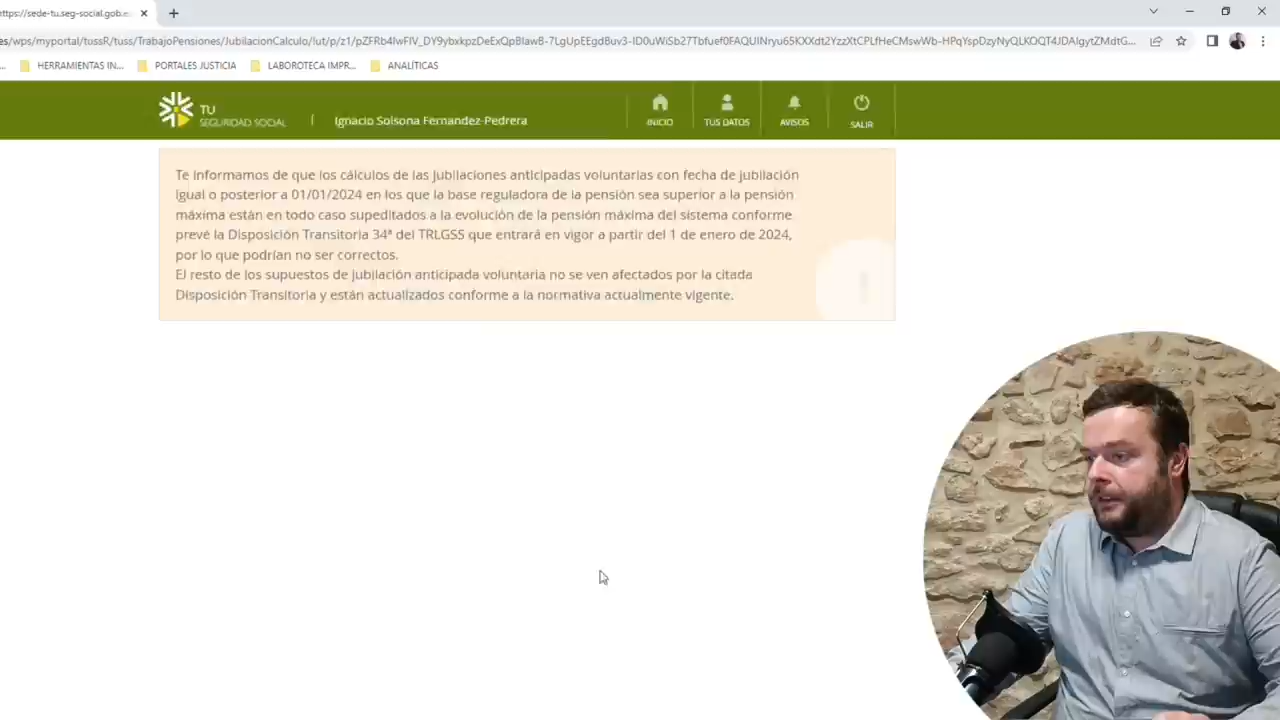 https://sede-tu.seg-social.gob.e
HERRAMIENTAS IN...
PORTALES JUSTICIA
LABOROTECA IMPR...
ANALÍTICAS
TU
SEGURIDAD SOCIAL
Ignacio Solsona Fernandez-Pedrera
INICIO
TUS DATOS
AVISOS
SALIR
Te informamos de que los cálculos de las jubilaciones anticipadas voluntarias con fecha de jubilación
igual o posterior a 01/01/2024 en los que la base reguladora de la pensión sea superior a la pensión
máxima están en todo caso supeditados a la evolución de la pensión máxima del sistema conforme
prevé la Disposición Transitoria 34ª del TRLGSS que entrará en vigor a partir del 1 de enero de 2024,
por lo que podrían no ser correctos.
El resto de los supuestos de jubilación anticipada voluntaria no se ven afectados por la citada
Disposición Transitoria y están actualizados conforme a la normativa actualmente vigente.